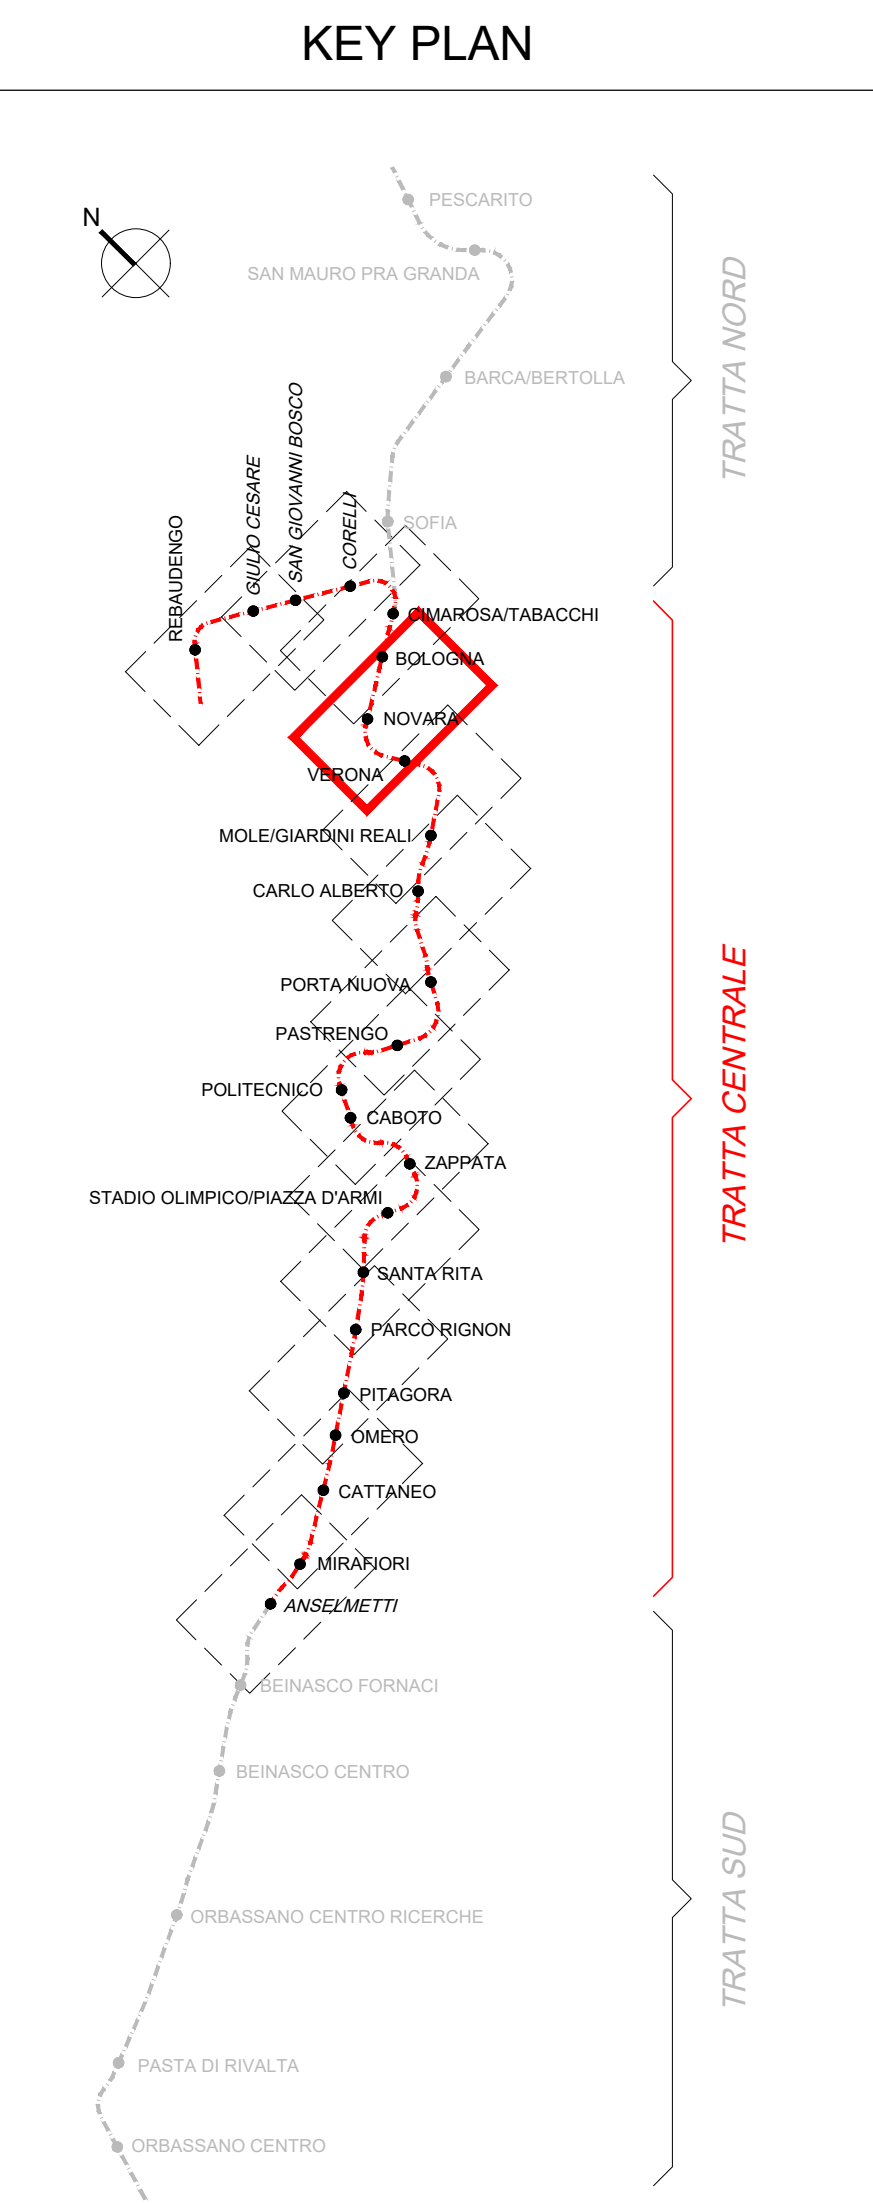 KEY PLAN
N
PESCARITO
SAN MAURO PRA GRANDA
BARCA/BERTOLLA
SOFIA
TRATTA NORD
REBAUDENGO
GIULIO CESARE
SAN GIOVANNI BOSCO
CORELLI
CIMAROSA/TABACCHI
BOLOGNA
NOVARA
VERONA
MOLE/GIARDINI REALI
CARLO ALBERTO
PORTA NUOVA
PASTRENGO
POLITECNICO
CABOTO
ZAPPATA
STADIO OLIMPICO/PIAZZA D'ARMI
SANTA RITA
PARCO RIGNON
PITAGORA
OMERO
CATTANEO
MIRAFIORI
ANSELMETTI
TRATTA CENTRALE
BEINASCO FORNACI
BEINASCO CENTRO
ORBASSANO CENTRO RICERCHE
PASTA DI RIVALTA
ORBASSANO CENTRO
TRATTA SUD